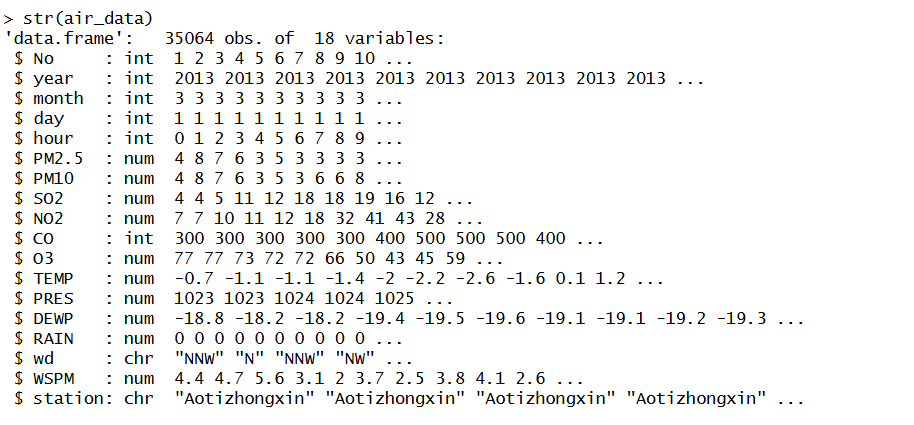 > str(air_data)
'data.frame':   35064 obs. of  18 variables:
 $ No     : int  1 2 3 4 5 6 7 8 9 10 ...
 $ year   : int  2013 2013 2013 2013 2013 2013 2013 2013 2013 2013 ...
 $ month  : int  3 3 3 3 3 3 3 3 3 3 ...
 $ day    : int  1 1 1 1 1 1 1 1 1 1 ...
 $ hour   : int  0 1 2 3 4 5 6 7 8 9 ...
 $ PM2.5  : num  4 8 7 6 3 5 3 3 3 3 ...
 $ PM10   : num  4 8 7 6 3 5 3 6 6 8 ...
 $ SO2    : num  4 4 5 11 12 18 18 19 16 12 ...
 $ NO2    : num  7 7 10 11 12 18 32 41 43 28 ...
 $ CO     : int  300 300 300 300 300 400 500 500 500 400 ...
 $ O3     : num  77 77 73 72 72 66 50 43 45 59 ...
 $ TEMP   : num  -0.7 -1.1 -1.1 -1.4 -2 -2.2 -2.6 -1.6 0.1 1.2 ...
 $ PRES   : num  1023 1023 1024 1024 1025 ...
 $ DEWP   : num  -18.8 -18.2 -18.2 -19.4 -19.5 -19.6 -19.1 -19.1 -19.2 -19.3 ...
 $ RAIN   : num  0 0 0 0 0 0 0 0 0 0 ...
 $ wd     : chr  "NNW" "N" "NNW" "NW" ...
 $ WSPM   : num  4.4 4.7 5.6 3.1 2 3.7 2.5 3.8 4.1 2.6 ...
 $ station: chr  "Aotizhongxin" "Aotizhongxin" "Aotizhongxin" "Aotizhongxin" ...